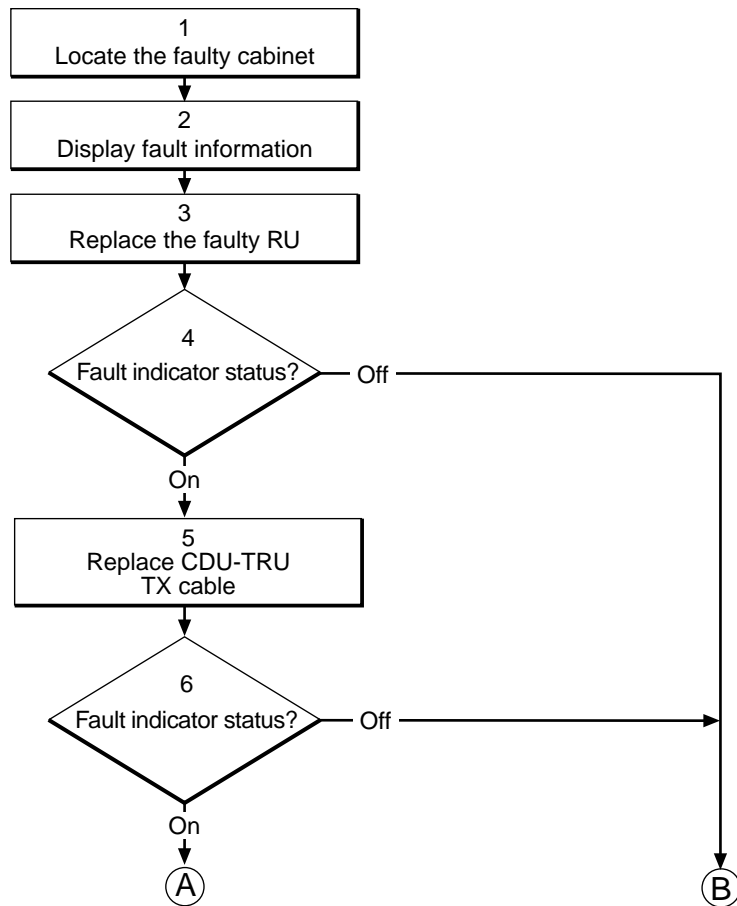 1
Locate the faulty cabinet
2
Display fault information
3
Replace the faulty RU
4
Fault indicator status?
Off
On
5
Replace CDU-TRU
TX cable
6
Fault indicator status?
Off
On
A
B